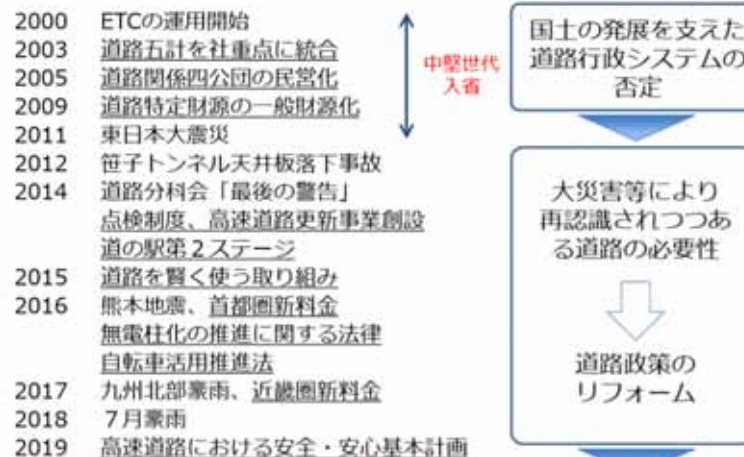 2000 ETCの運用開始
2003 道路五計を社重点に統合
2005 道路関係四公団の民営化
2009 道路特定財源の一般財源化
2011 東日本大震災
2012 笹子トンネル天井板落下事故
2014 道路分科会「最後の警告」
点検制度、高速道路更新事業創設
道の駅第2ステージ
2015 道路を賢く使う取り組み
2016 熊本地震、首都圏新料金
無電柱化の推進に関する法律
自転車活用推進法
2017 九州北部豪雨、近畿圏新料金
2018 7月豪雨
2019 高速道路における安全・安心基本計画
中堅世代
入省
国土の発展を支えた
道路行政システムの
否定
大災害等により
再認識されつつあ
る道路の必要性
道路政策の
リフォーム